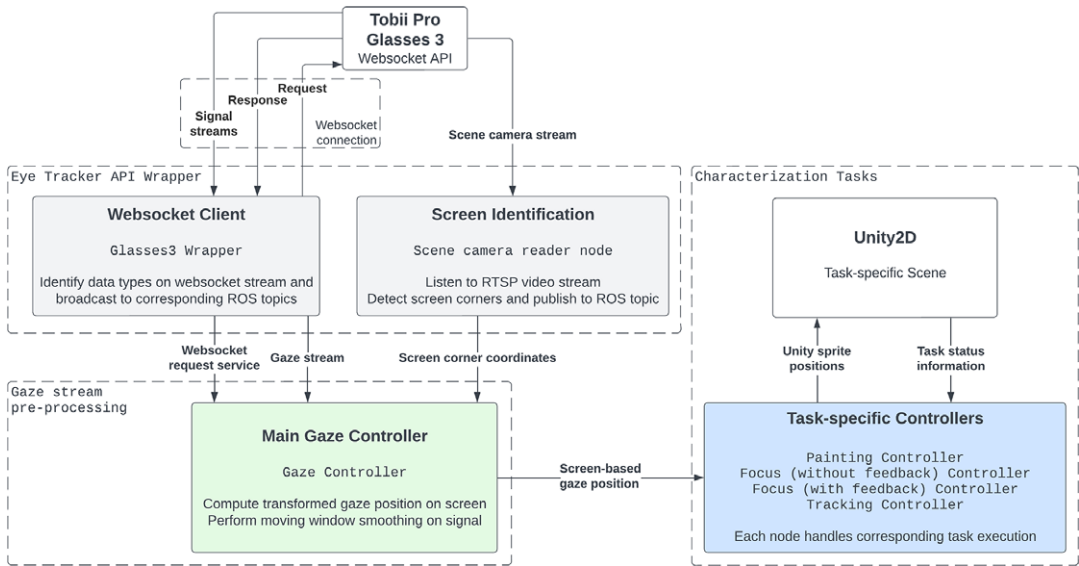 Tobii Pro
Glasses 3
Websocket API
Request
Response
Signal
streams
Websocket
connection
Scene camera stream
Eye Tracker API Wrapper
Websocket Client
Glasses3 Wrapper
Identify data types on websocket stream and
broadcast to corresponding ROS topics
Screen Identification
Scene camera reader node
Listen to RTSP video stream
Detect screen corners and publish to ROS topic
Characterization Tasks
Unity2D
Task-specific Scene
Websocket
request service
Gaze stream
Screen corner coordinates
Unity sprite
positions
Task status
information
Gaze stream
pre-processing
Main Gaze Controller
Gaze Controller
Compute transformed gaze position on screen
Perform moving window smoothing on signal
Screen-based
gaze position
Task-specific Controllers
Painting Controller
Focus (without feedback) Controller
Focus (with feedback) Controller
Tracking Controller
Each node handles corresponding task execution